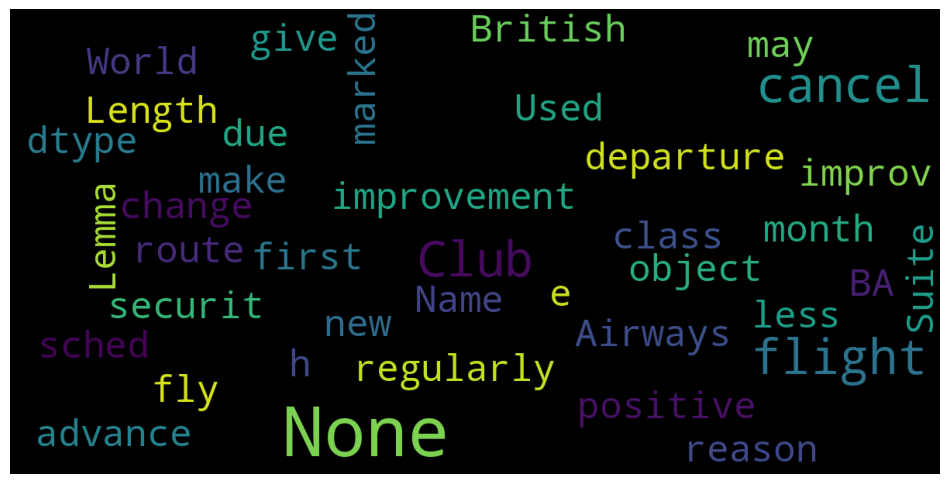 British
give
marked
may
World
cancel
Length
Used
dtype
due
departure
improv
make
improvement
change
Lemma
month
class
route
first
Club
object
Suite
BA
Name
e
securit
less
new
Airways
sched
flight
h
regularly
fly
positive
None
advance
reason